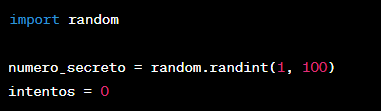 import random
numero_secreto = random.randint(1, 100)
intentos = 0